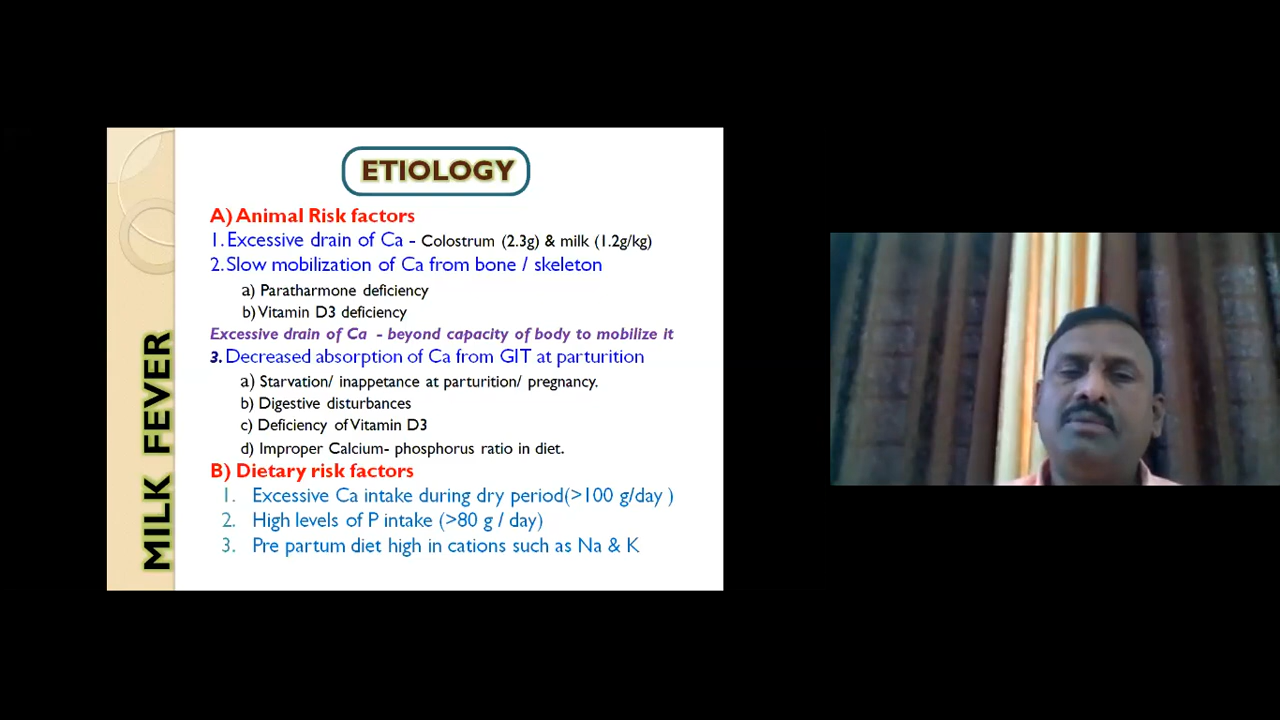 ETIOLOGY
A) Animal Risk factors
1. Excessive drain of Ca - Colostrum (2.3g) & milk (1.2g/kg)
2. Slow mobilization of Ca from bone / skeleton
a) Paratharmone deficiency
b) Vitamin D3 deficiency
Excessive drain of Ca - beyond capacity of body to mobilize it
3. Decreased absorption of Ca from GIT at parturition
a) Starvation/ inappetance at parturition/ pregnancy.
b) Digestive disturbances
c) Deficiency of Vitamin D3
d) Improper Calcium- phosphorus ratio in diet.
B) Dietary risk factors
1. Excessive Ca intake during dry period(>100 g/day )
2. High levels of P intake (>80 g / day)
3. Pre partum diet high in cations such as Na & K
MILK FEVER